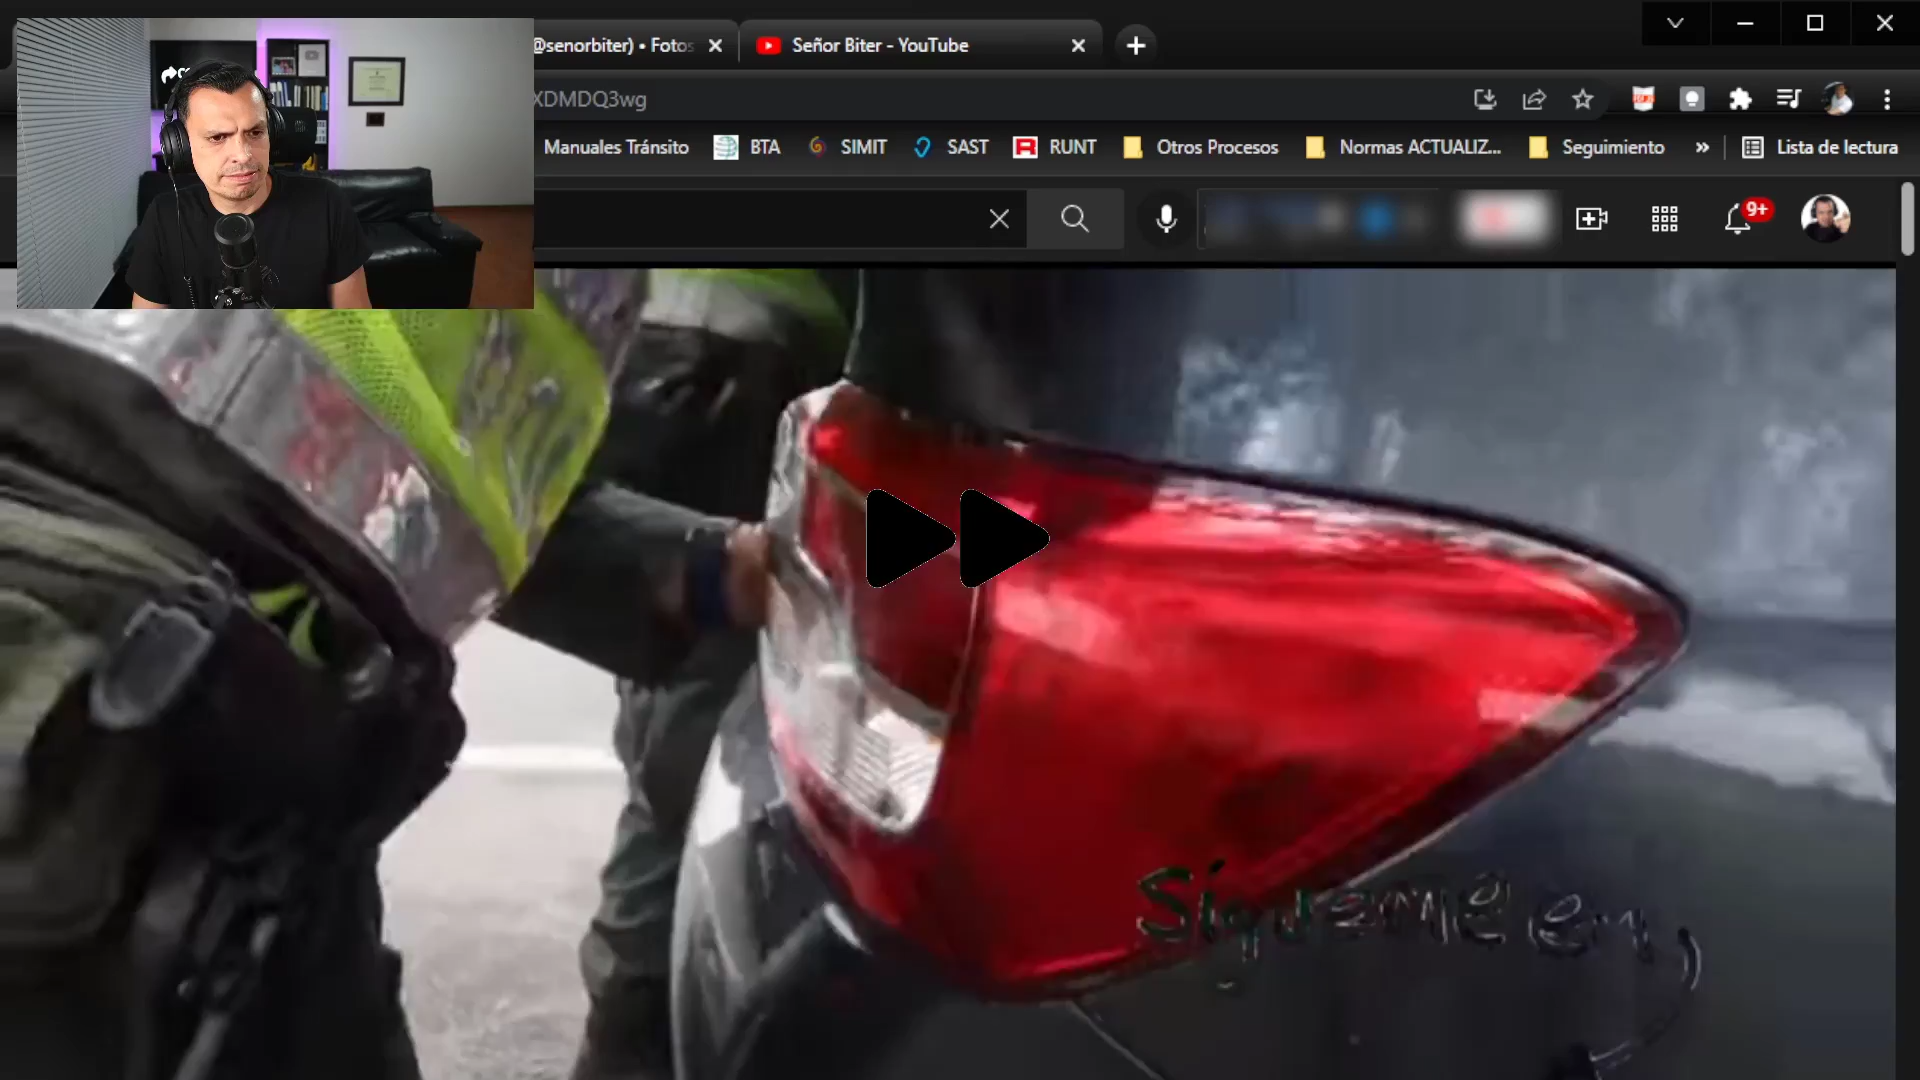 @senorbiter) • Fotos
Señor Biter - YouTube
XDMDQ3wg
Manuales Tránsito
BTA
SIMIT
SAST
RUNT
Otros Procesos
Normas ACTUALIZ...
Seguimiento
»
Lista de lectura
9+
Sígueme en